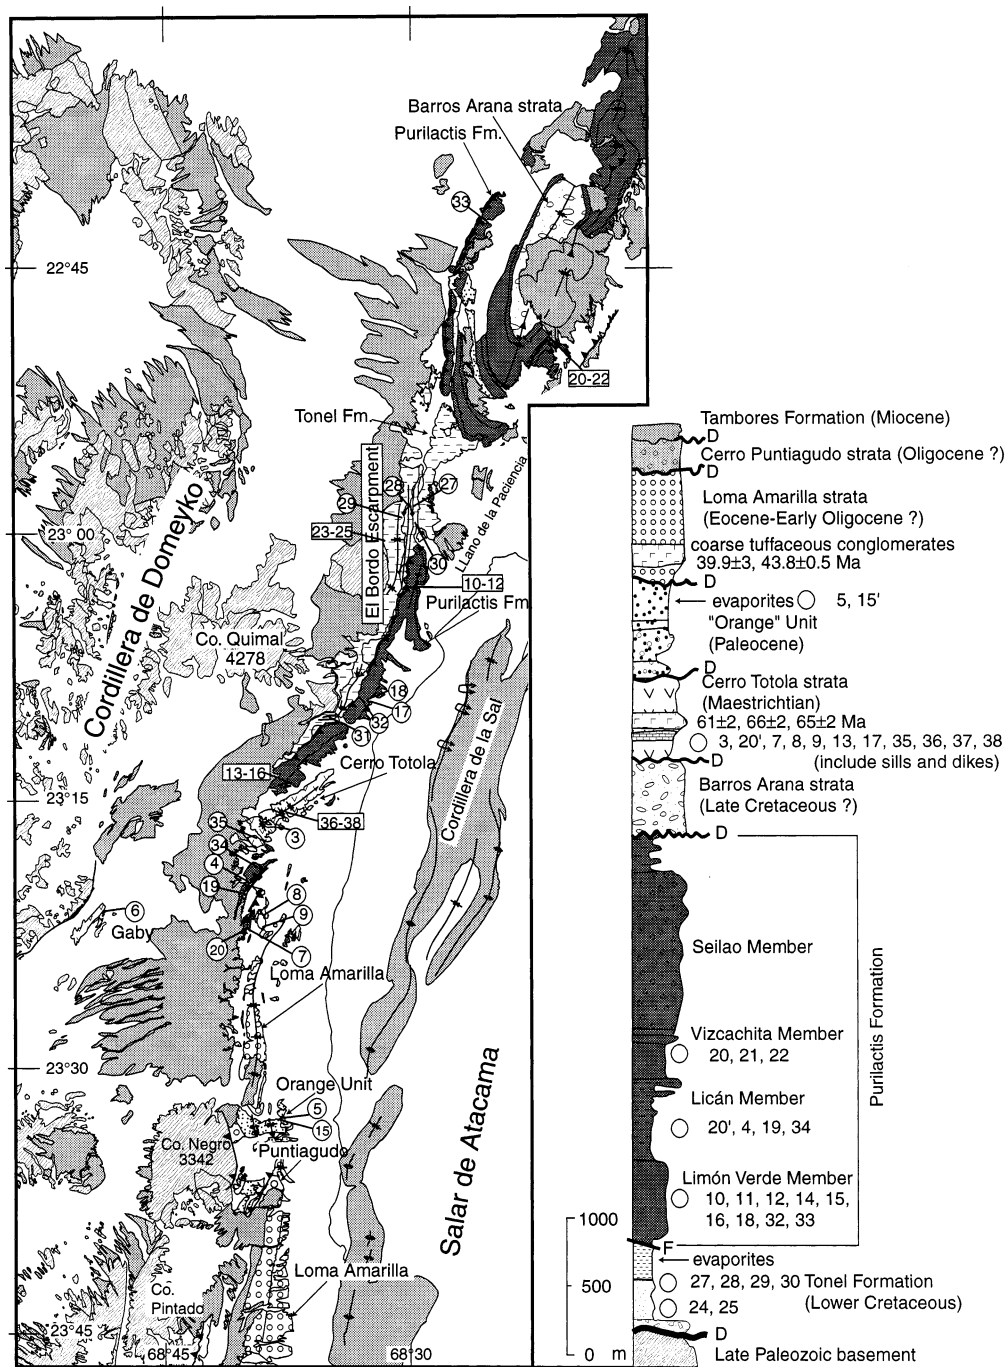 Barros Arana strata
Purilactis Fm.
33
22°45
20-22
Tonel Fm.
El Bordo Escarpment
28
27
29
23-25
LLano de la Paciencia
23° 00
30
10-12
Purilactis Fm
Cordillera de Domeyko
Co. Quimal
4278
18
17
32
31
Cerro Totola
13-16
Cordillera de la Sal
23°15
36-38
35
3
34
4
19
8
6
9
Gaby
20
7
Loma Amarilla
23°30
Orange Unit
5
15
Co. Negro
3342
Puntiagudo
Salar de Atacama
Loma Amarilla
Co.
Pintado
23°45
68°45
68°30
Tambores Formation (Miocene)
D
Cerro Puntiagudo strata (Oligocene ?)
D
Loma Amarilla strata
(Eocene-Early Oligocene ?)
coarse tuffaceous conglomerates
39.9±3, 43.8±0.5 Ma
D
evaporites 5, 15'
"Orange" Unit
(Paleocene)
D
Cerro Totola strata
(Maestrichtian)
61±2, 66±2, 65±2 Ma
3, 20', 7, 8, 9, 13, 17, 35, 36, 37, 38
(include sills and dikes)
D
Barros Arana strata
(Late Cretaceous ?)
D
Seilao Member
Purilactis Formation
Vizcachita Member
20, 21, 22
Licán Member
20', 4, 19, 34
Limón Verde Member
10, 11, 12, 14, 15,
16, 18, 32, 33
1000
F
evaporites
500
27, 28, 29, 30 Tonel Formation
24, 25 (Lower Cretaceous)
D
0 m
Late Paleozoic basement